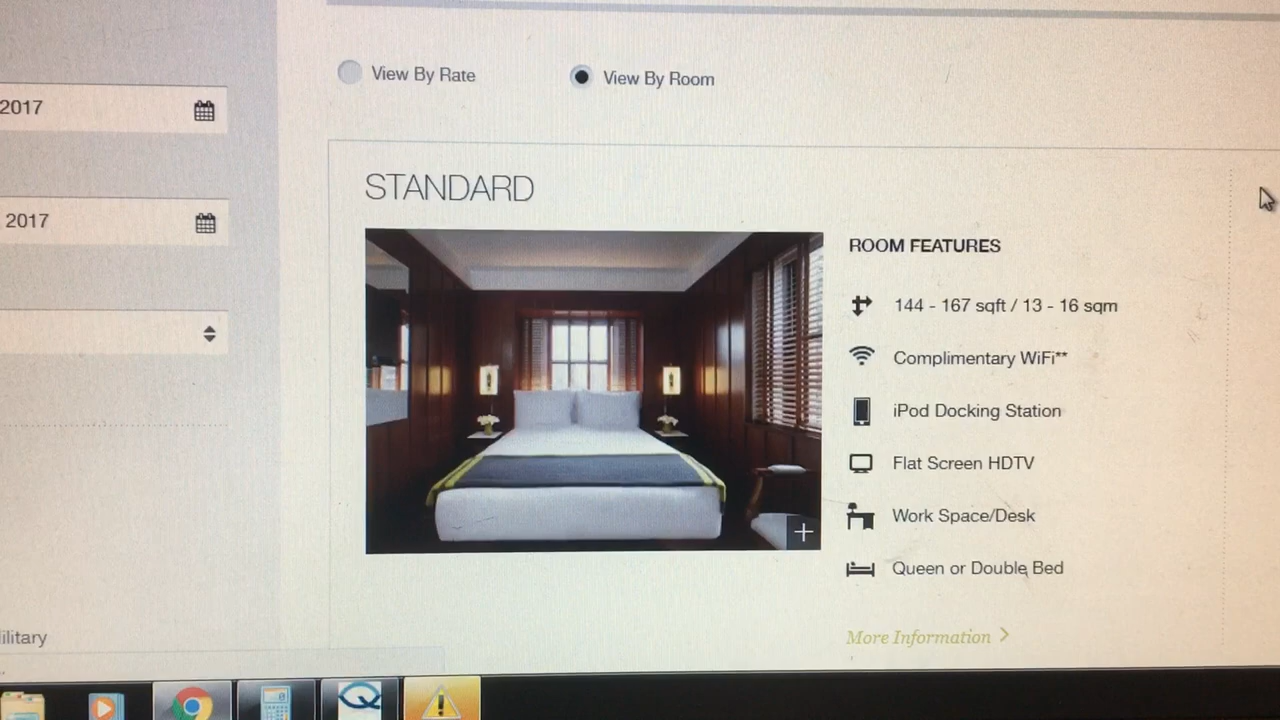 View By Rate
View By Room
2017
2017
STANDARD
ROOM FEATURES
144 - 167 sqft / 13 - 16 sqm
Complimentary WiFi**
iPod Docking Station
Flat Screen HDTV
Work Space/Desk
Queen or Double Bed
More Information
ilitary